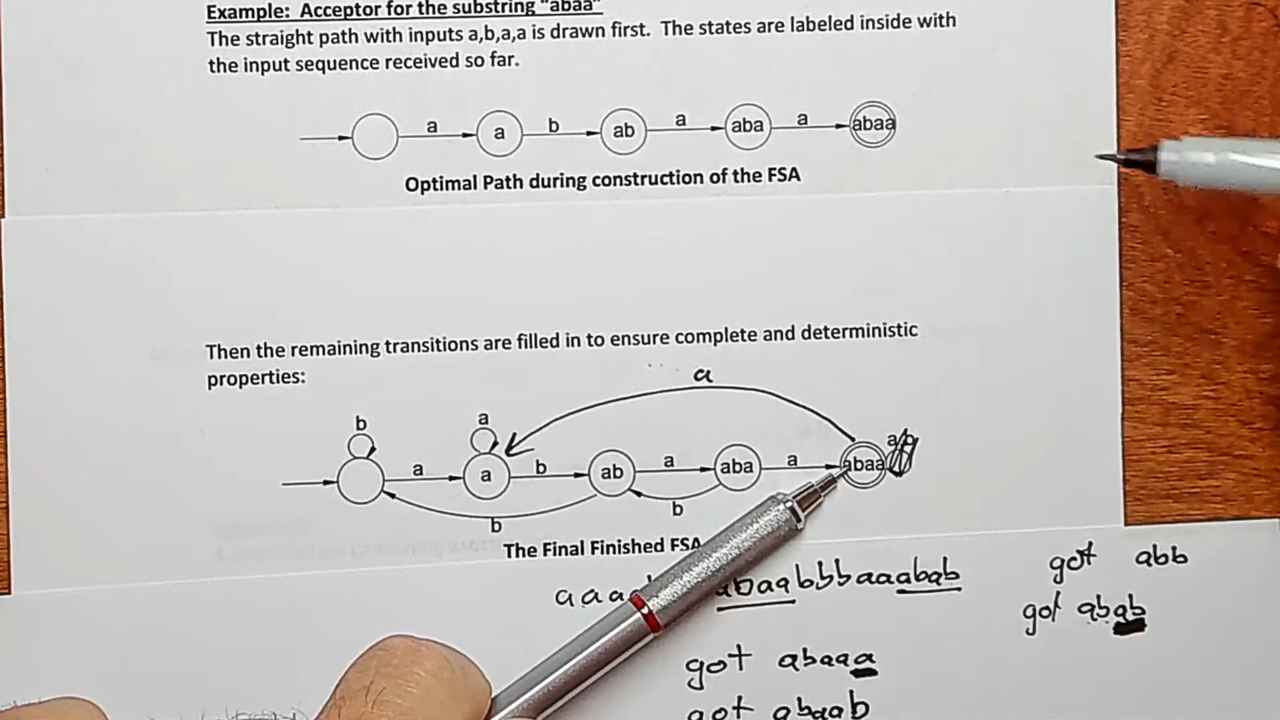 Example: Acceptor for the substring "abaa"
The straight path with inputs a,b,a,a is drawn first. The states are labeled inside with
the input sequence received so far.
a b a a
a ab aba abaa
Optimal Path during construction of the FSA
Then the remaining transitions are filled in to ensure complete and deterministic
properties:
a
b a
a b a a
a ab aba abaa
b b
The Final Finished FSA
abaabbbaaabab
got abb
got abab
got abaaa
got abaab